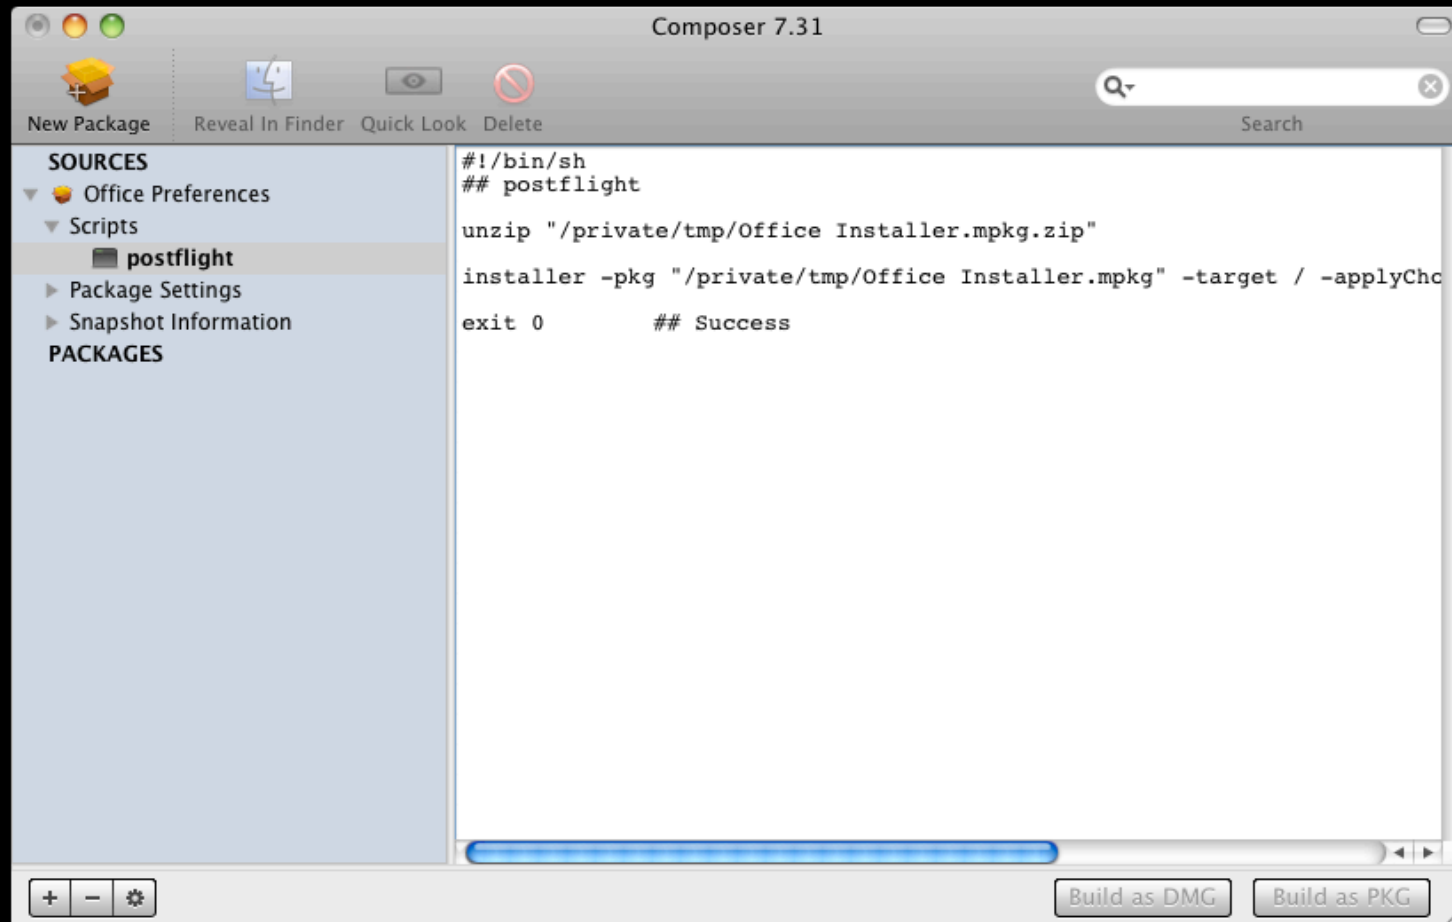 Composer 7.31
New Package
Reveal In Finder
Quick Look
Delete
Search
SOURCES
Office Preferences
Scripts
postflight
Package Settings
Snapshot Information
PACKAGES
#!/bin/sh
## postflight
unzip "/private/tmp/Office Installer.mpkg.zip"
installer -pkg "/private/tmp/Office Installer.mpkg" -target / -applyCho
exit 0 ## Success
Build as DMG
Build as PKG